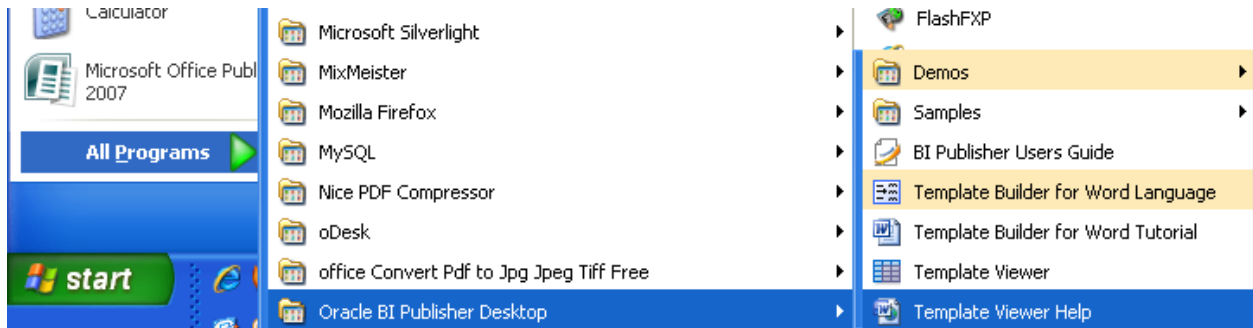 Calculator
Microsoft Office Publ
2007
All Programs
start
Microsoft Silverlight
MixMeister
Mozilla Firefox
MySQL
Nice PDF Compressor
oDesk
office Convert Pdf to Jpg Jpeg Tiff Free
Oracle BI Publisher Desktop
FlashFXP
Demos
Samples
BI Publisher Users Guide
Template Builder for Word Language
Template Builder for Word Tutorial
Template Viewer
Template Viewer Help